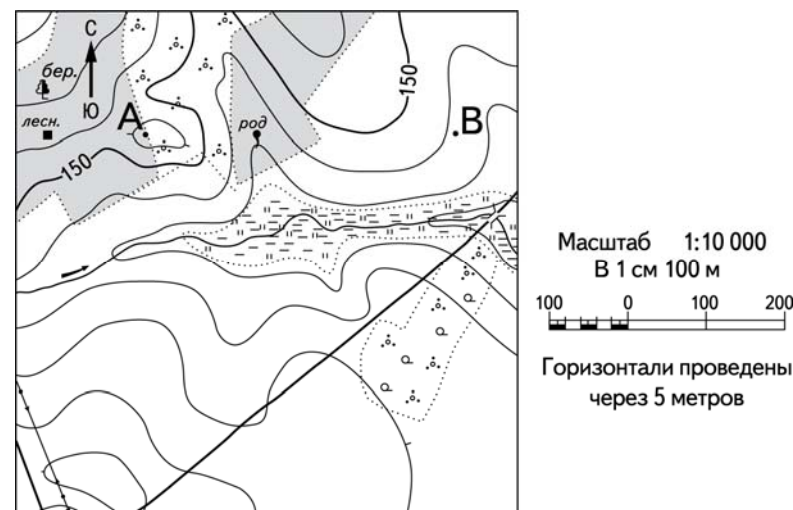 С
бер.
Ю
лесн.
А
150
род
150
.В
Масштаб 1:10 000
В 1 см 100 м
100 0 100 200
Горизонтали проведены
через 5 метров